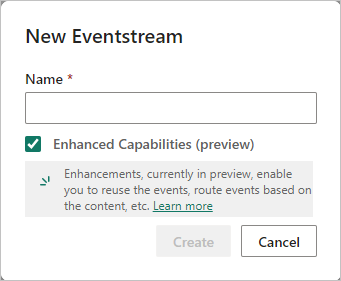 New Eventstream
Name *
Enhanced Capabilities (preview)
Enhancements, currently in preview, enable
you to reuse the events, route events based on
the content, etc. Learn more
Create
Cancel